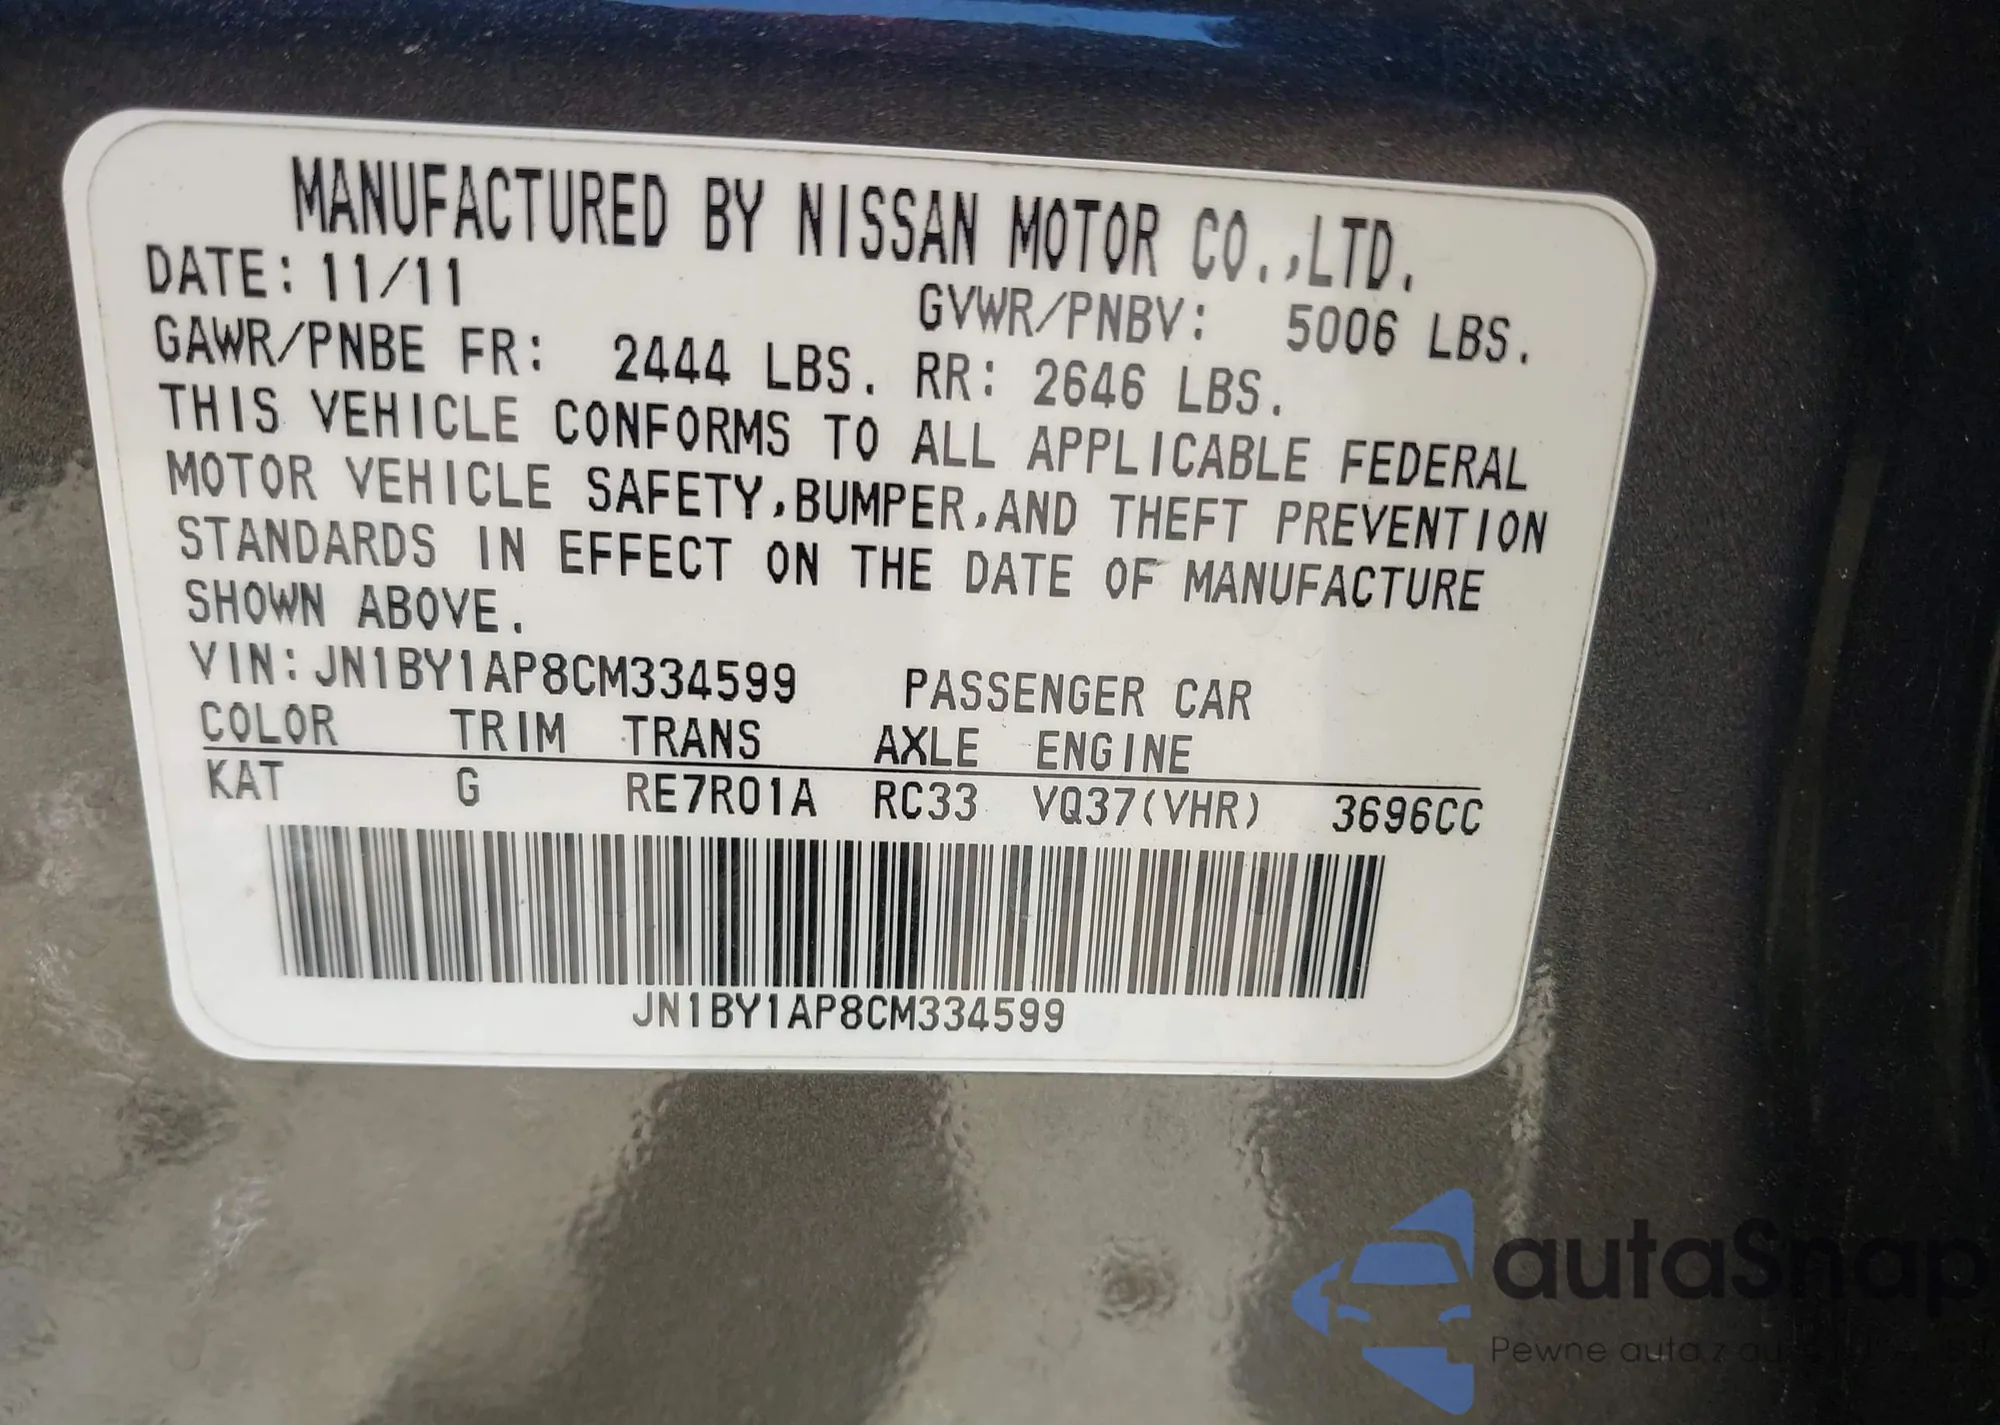 MANUFACTURED BY NISSAN MOTOR CO.,LTD.
DATE: 11/11
GVWR/PNBV: 5006 LBS.
GAWR/PNBE FR: 2444 LBS. RR: 2646 LBS.
THIS VEHICLE CONFORMS TO ALL APPLICABLE FEDERAL
MOTOR VEHICLE SAFETY,BUMPER,AND THEFT PREVENTION
STANDARDS IN EFFECT ON THE DATE OF MANUFACTURE
SHOWN ABOVE.
VIN:JN1BY1AP8CM334599 PASSENGER CAR
COLOR TRIM TRANS AXLE ENGINE
KAT G RE7R01A RC33 VQ37(VHR) 3696CC
JN1BY1AP8CM334599
autaSnap
Pewne auta z